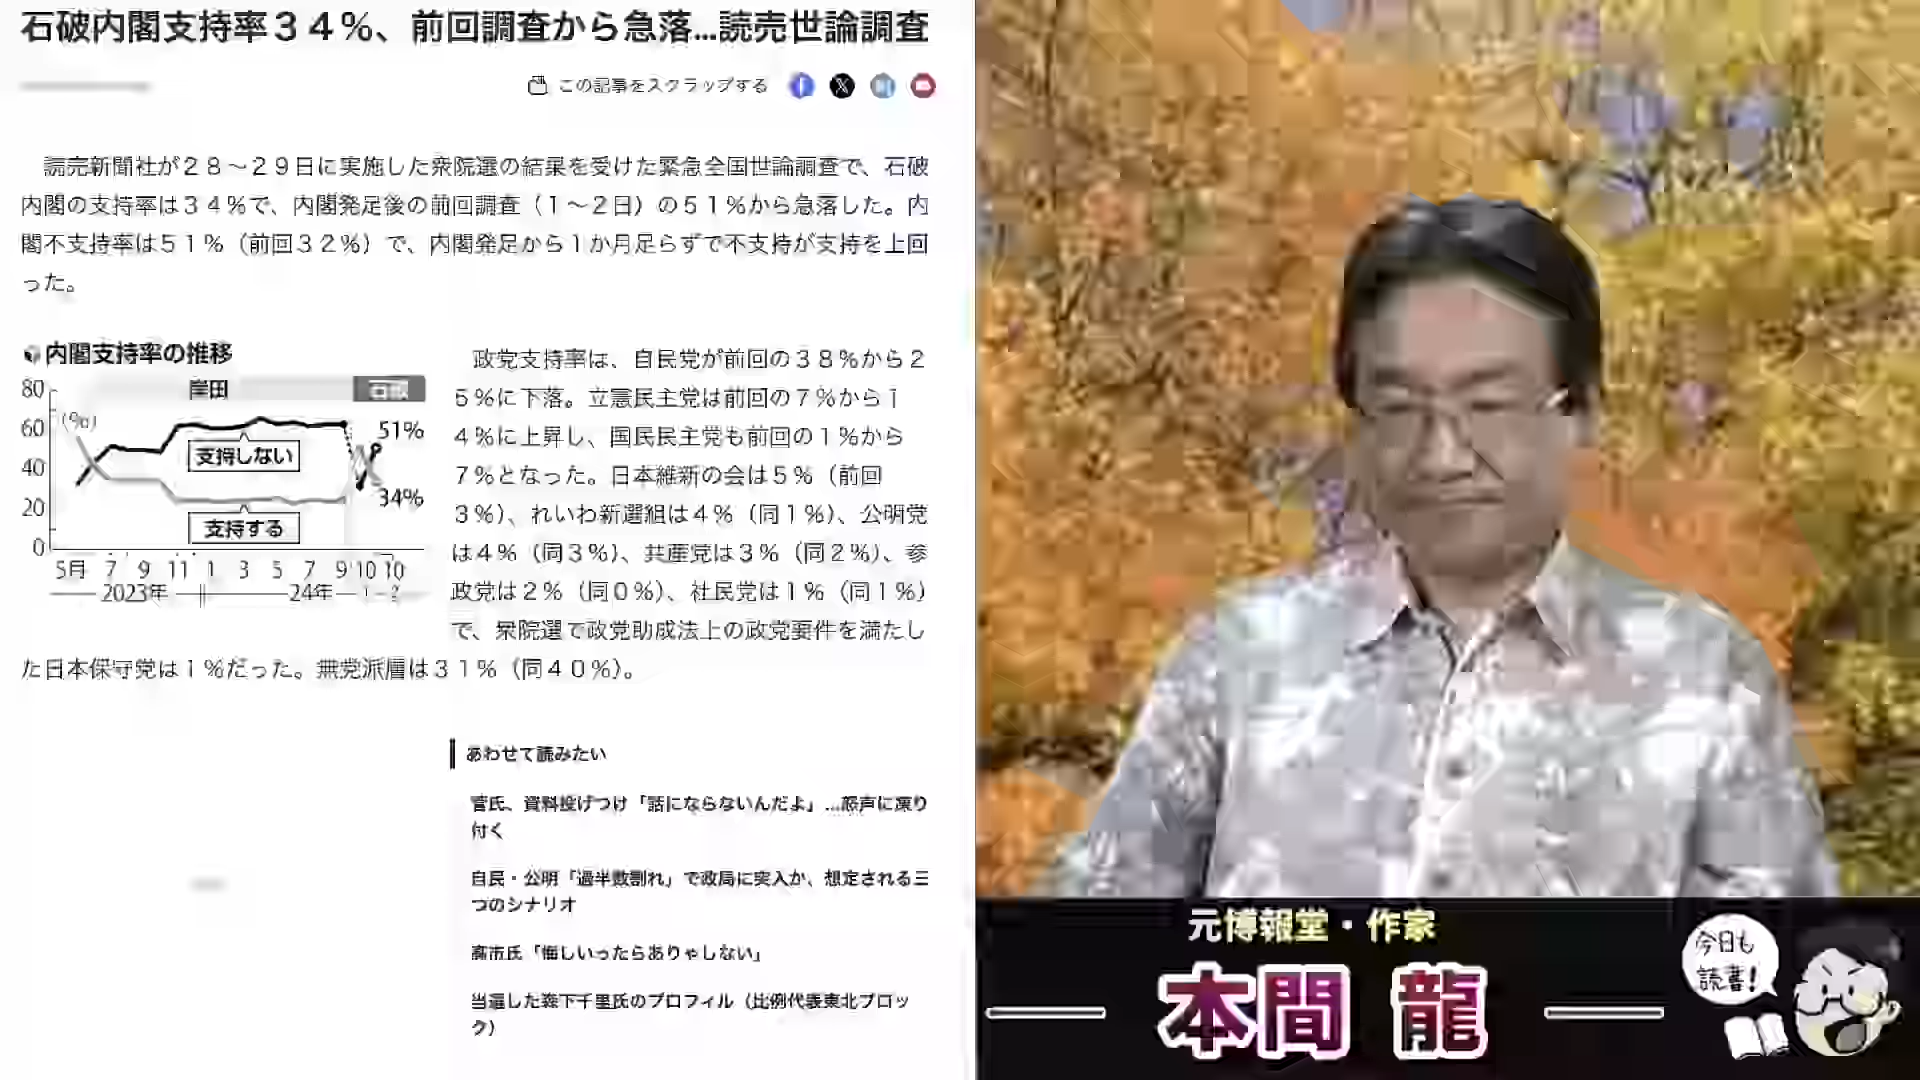 石破内閣支持率３４％、前回調査から急落…読売世論調査
この記事をスクラップする
読売新聞社が２８～２９日に実施した衆院選の結果を受けた緊急全国世論調査で、石破
内閣の支持率は３４％で、内閣発足後の前回調査（１～２日）の５１％から急落した。内
閣不支持率は５１％（前回３２％）で、内閣発足から１か月足らずで不支持が支持を上回
った。
内閣支持率の推移
80 岸田 石破
(%)
60 51%
支持しない
40
34%
20
支持する
0
5月 7 9 11 1 3 5 7 9 10 10
2023年 24年
政党支持率は、自民党が前回の３８％から２
５％に下落。立憲民主党は前回の７％から１
４％に上昇し、国民民主党も前回の１％から
７％となった。日本維新の会は５％（前回
３％）、れいわ新選組は４％（同１％）、公明党
は４％（同３％）、共産党は３％（同２％）、参
政党は２％（同０％）、社民党は１％（同１％）
で、衆院選で政党助成法上の政党要件を満たし
た日本保守党は１％だった。無党派層は３１％（同４０％）。
あわせて読みたい
菅氏、資料投げつけ「話にならないんだよ」…怒声に凍り
付く
自民・公明「過半数割れ」で政局に突入か、想定される三
つのシナリオ
高市氏「悔しいったらありゃしない」
当選した森下千里氏のプロフィル（比例代表東北ブロッ
ク）
元博報堂・作家
本間 龍
今日も
読書!